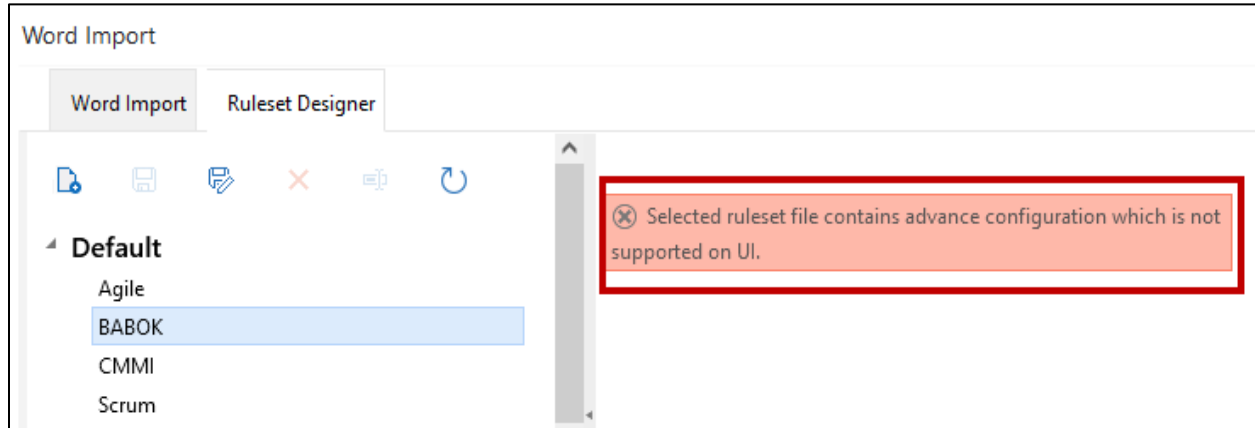 Word Import
Word Import Ruleset Designer
Selected ruleset file contains advance configuration which is not
supported on UI.
Default
Agile
BABOK
CMMI
Scrum